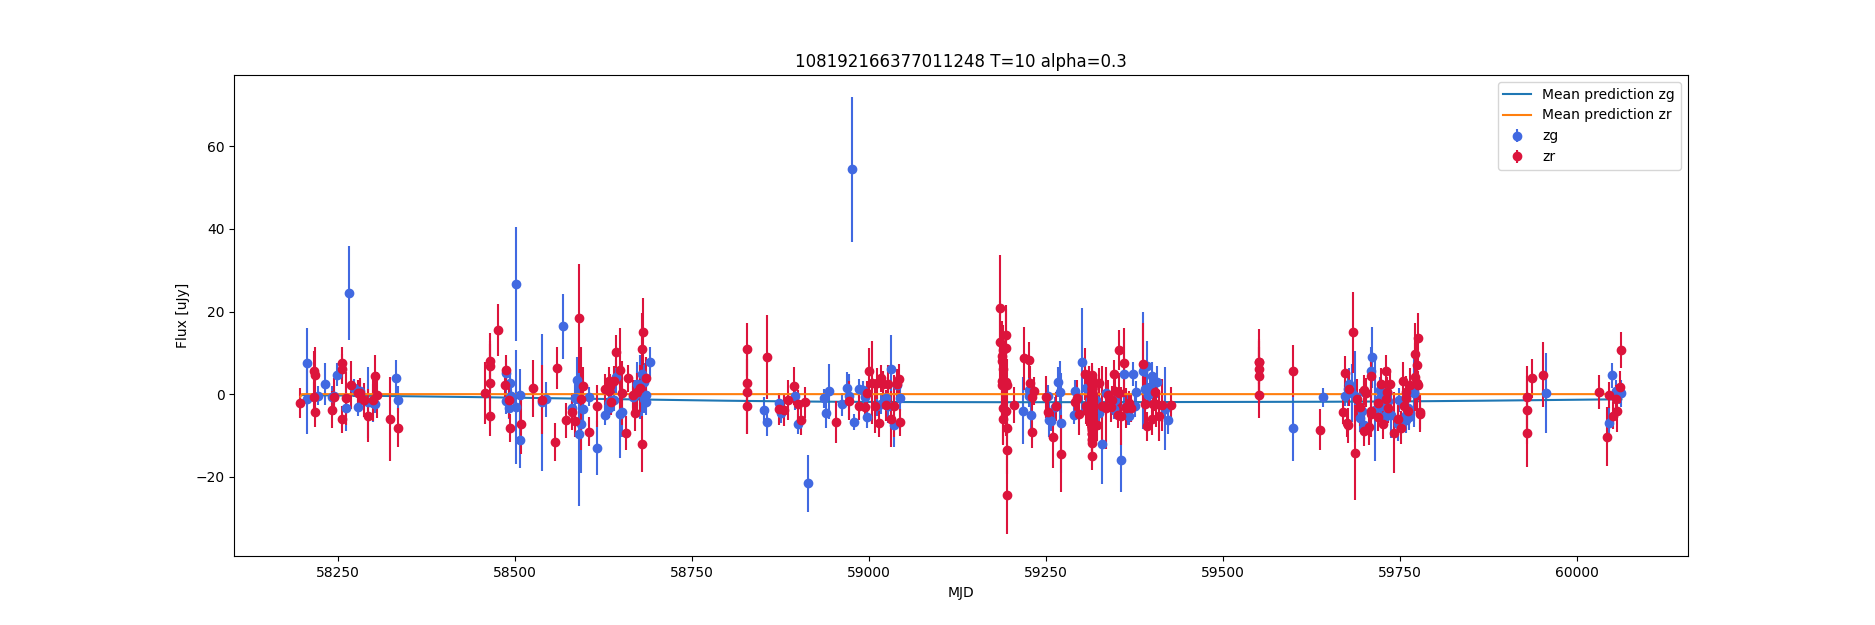 108192166377011248 T=10 alpha=0.3
Mean prediction zg
Mean prediction zr
zg
zr
Flux [uJy]
60
40
20
0
−20
58250 58500 58750 59000 59250 59500 59750 60000
MJD